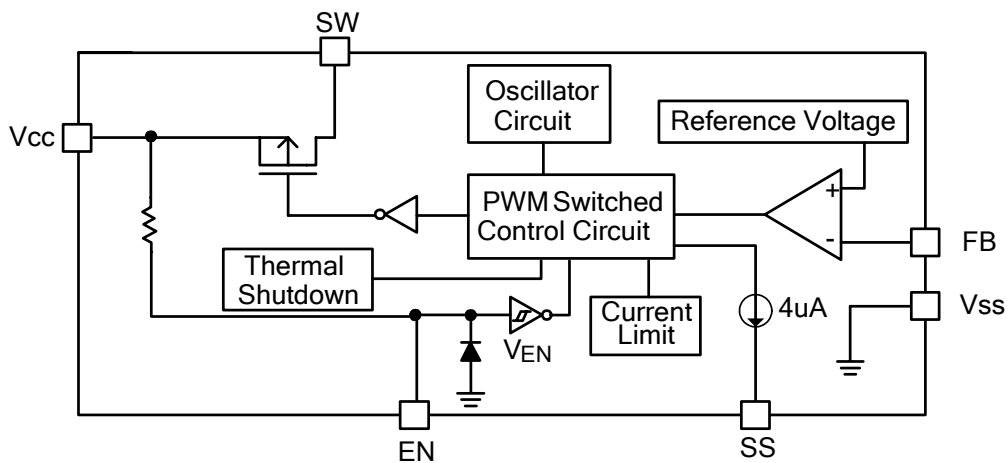 SW
Oscillator
Circuit
Reference Voltage
Vcc
+
PWM Switched
Control Circuit
-
FB
Thermal
Shutdown
Current
Limit
4uA
Vss
VEN
EN
SS